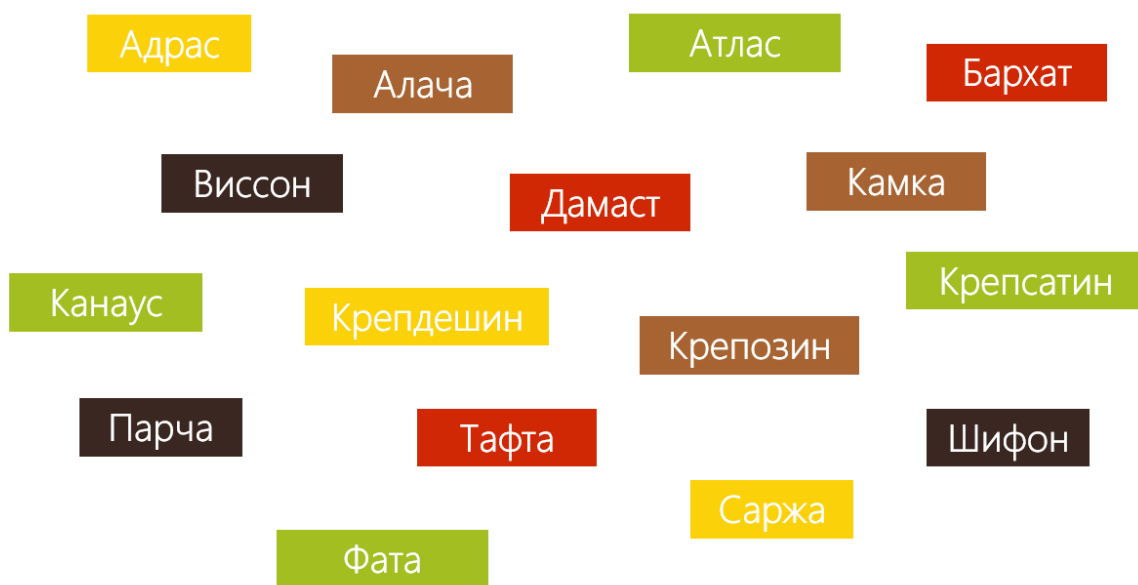 Адрас
Алача
Атлас
Бархат
Виссон
Дамаст
Камка
Канаус
Крепдешин
Крепозин
Крепсатин
Парча
Тафта
Шифон
Саржа
Фата